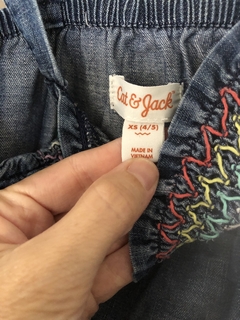 Cat & Jack
XS (4/5)
MADE IN
VIETNAM